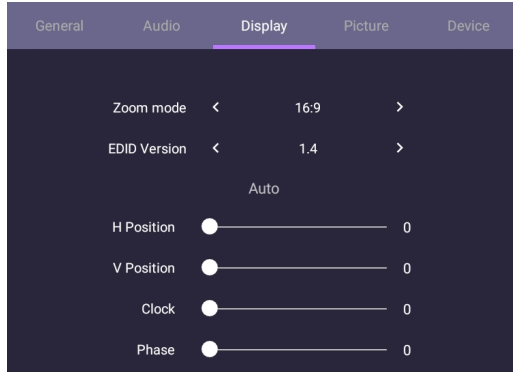 General Audio Display Picture Device
Zoom mode < 16:9 >
EDID Version < 1.4 >
Auto
H Position 0
V Position 0
Clock 0
Phase 0